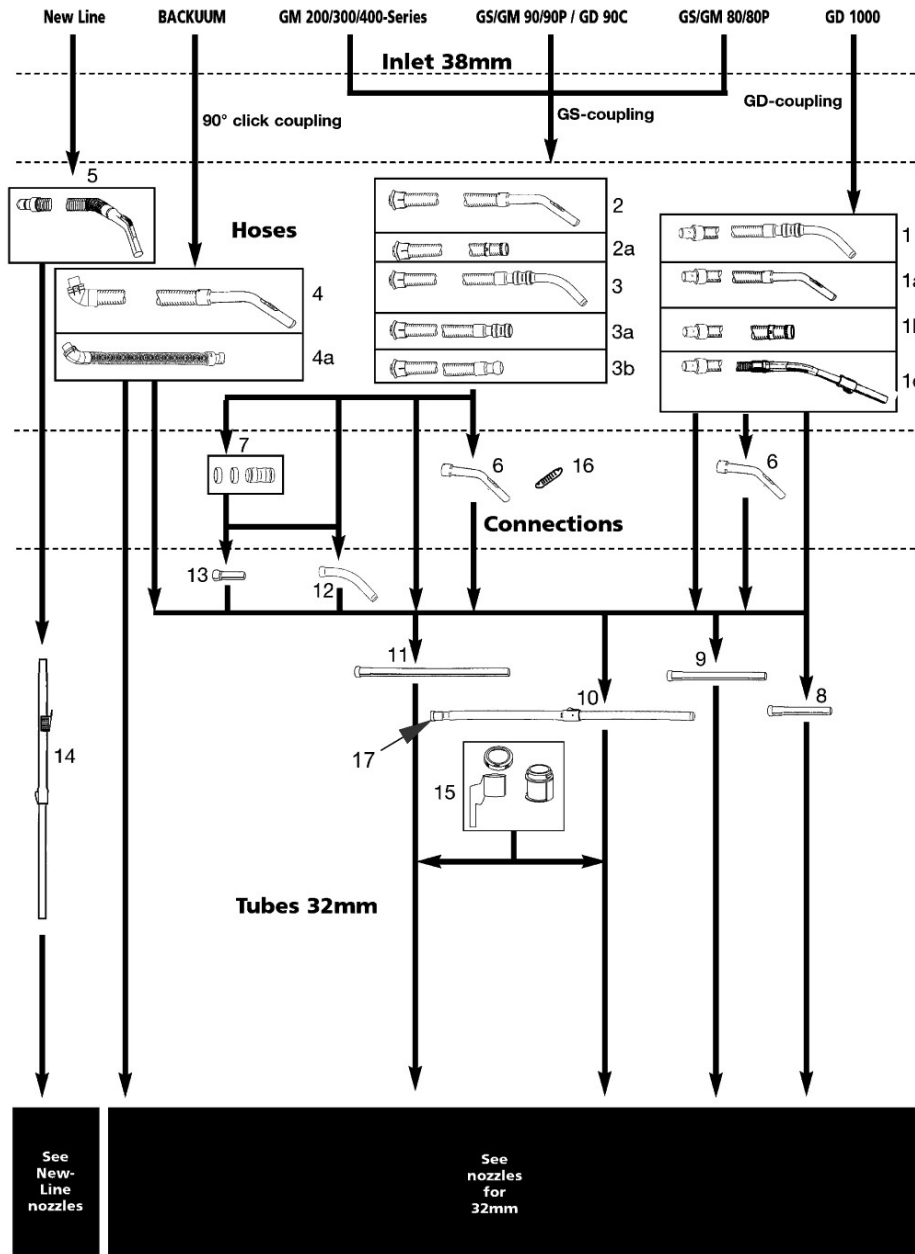 New Line
BACKUUM
GM 200/300/400-Series
GS/GM 90/90P / GD 90C
GS/GM 80/80P
GD 1000
Inlet 38mm
90° click coupling
GS-coupling
GD-coupling
5
Hoses
2
2a
3
3a
3b
1
1a
1b
4
4a
7
6
16
6
Connections
13
12
11
9
10
8
17
14
15
Tubes 32mm
See
New-
Line
nozzles
See
nozzles
for
32mm